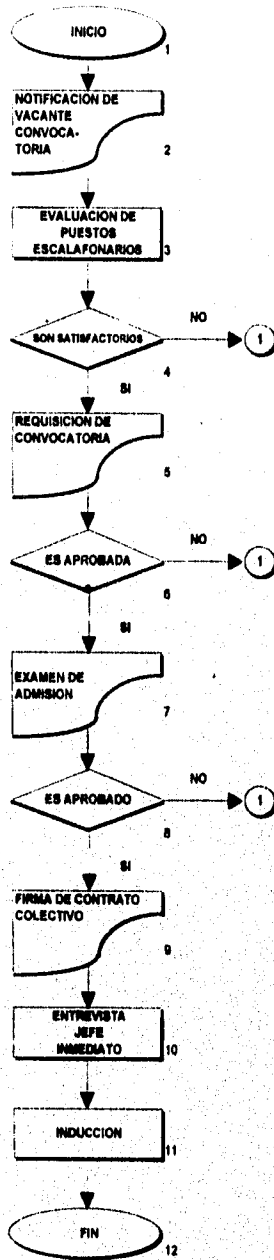 INICIO
1
NOTIFICACION DE
VACANTE
CONVOCA-
TORIA
2
EVALUACION DE
PUESTOS
ESCALAFONARIOS
3
SON SATISFACTORIOS
NO
1
4
SI
REQUISICION DE
CONVOCATORIA
5
ES APROBADA
NO
1
6
SI
EXAMEN DE
ADMISION
7
ES APROBADO
NO
1
8
SI
FIRMA DE CONTRATO
COLECTIVO
9
ENTREVISTA
JEFE
INMEDIATO
10
INDUCCION
11
FIN
12